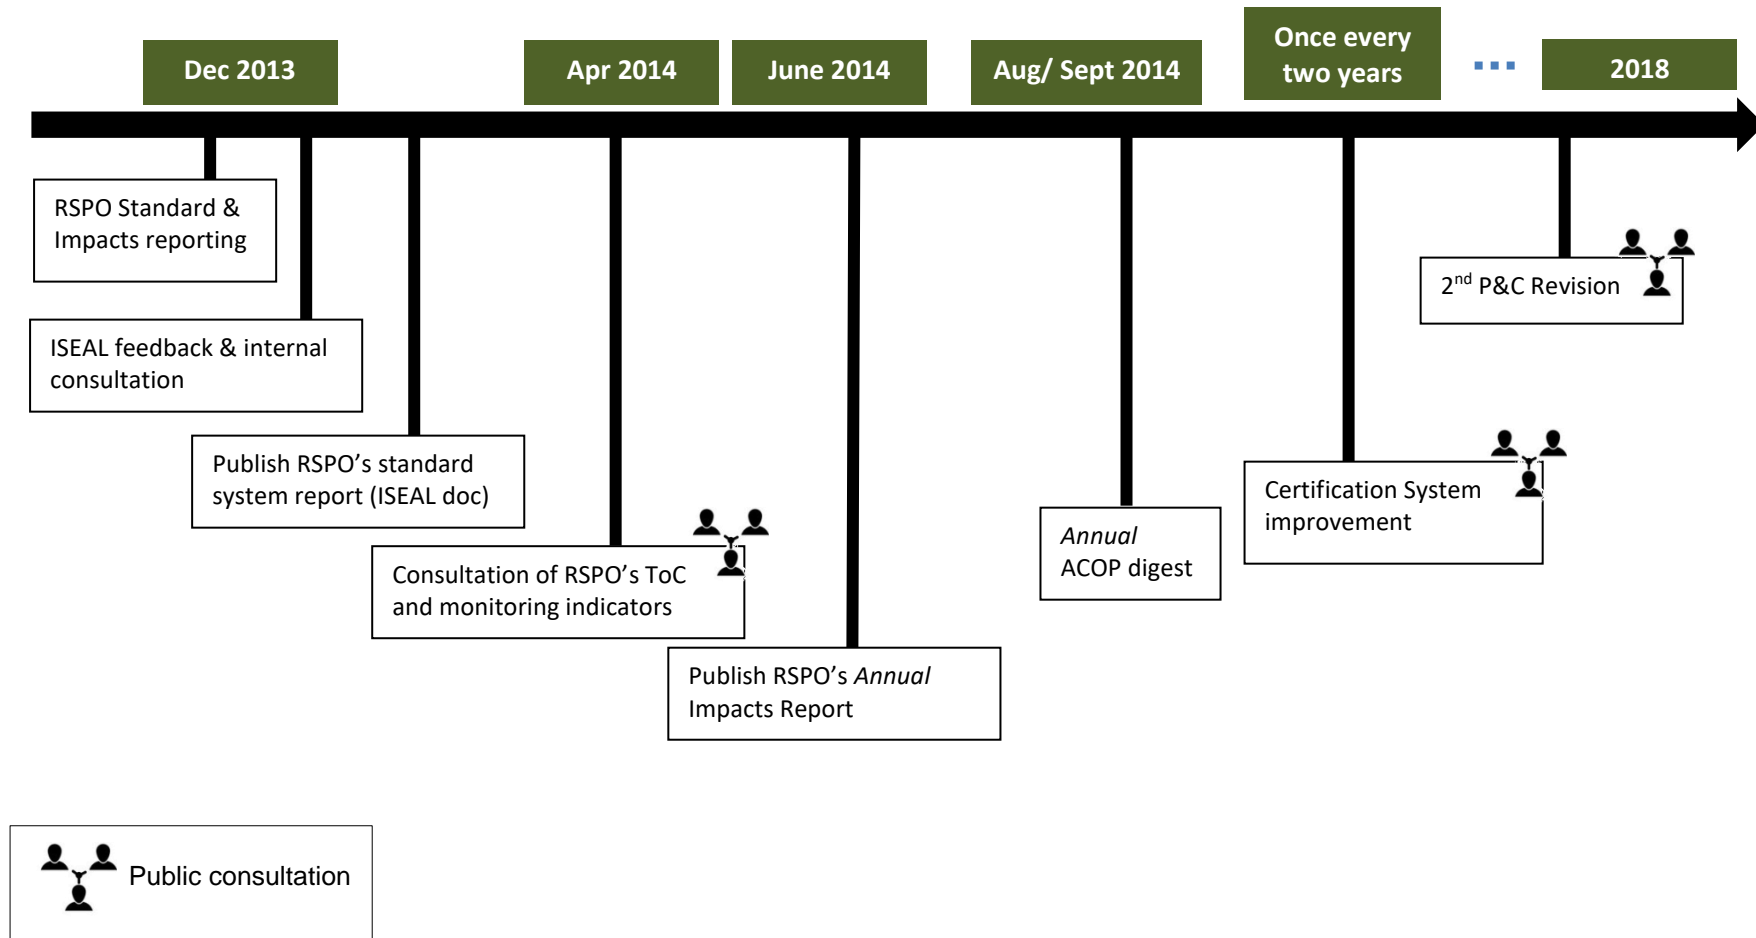 Dec 2013
Apr 2014
June 2014
Aug/ Sept 2014
Once every
two years
2018
RSPO Standard &
Impacts reporting
ISEAL feedback & internal
consultation
Publish RSPO’s standard
system report (ISEAL doc)
Consultation of RSPO’s ToC
and monitoring indicators
Publish RSPO’s Annual
Impacts Report
Annual
ACOP digest
Certification System
improvement
2nd P&C Revision
Public consultation